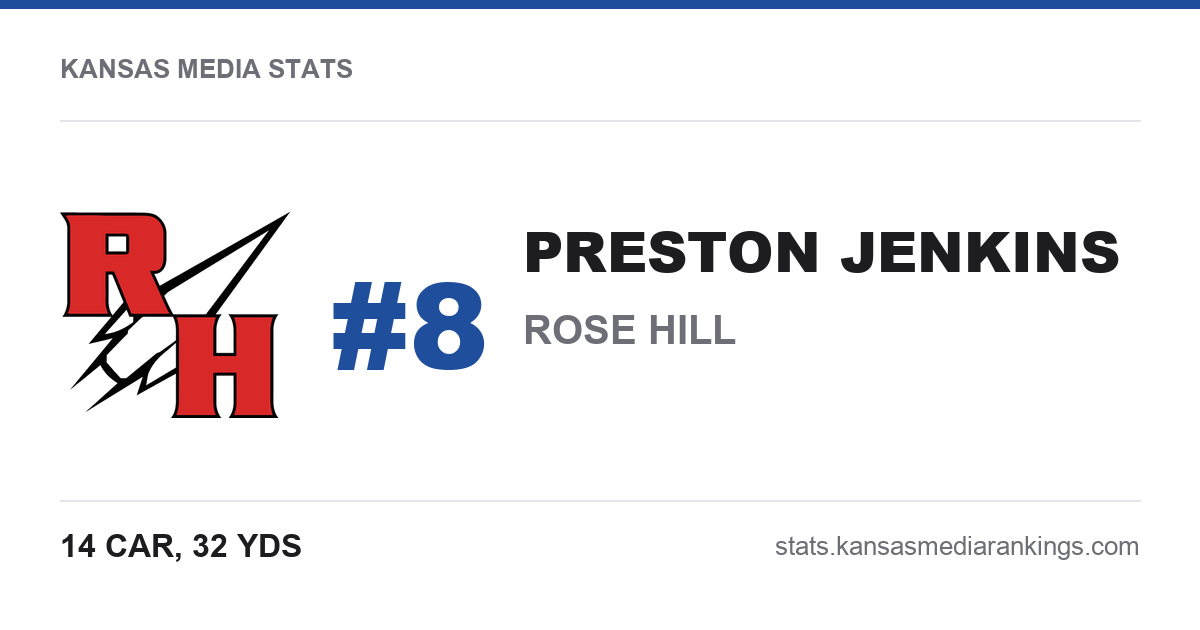 KANSAS MEDIA STATS
RH
#8
PRESTON JENKINS
ROSE HILL
14 CAR, 32 YDS
stats.kansasmediarankings.com